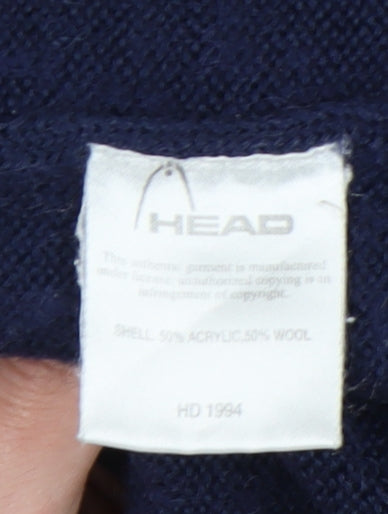 HEAD
This authentic garment is manufactured
under license, unauthorized copying is an
infringement of copyright.
SHELL. 50% ACRYLIC.50% WOOL
HD 1994